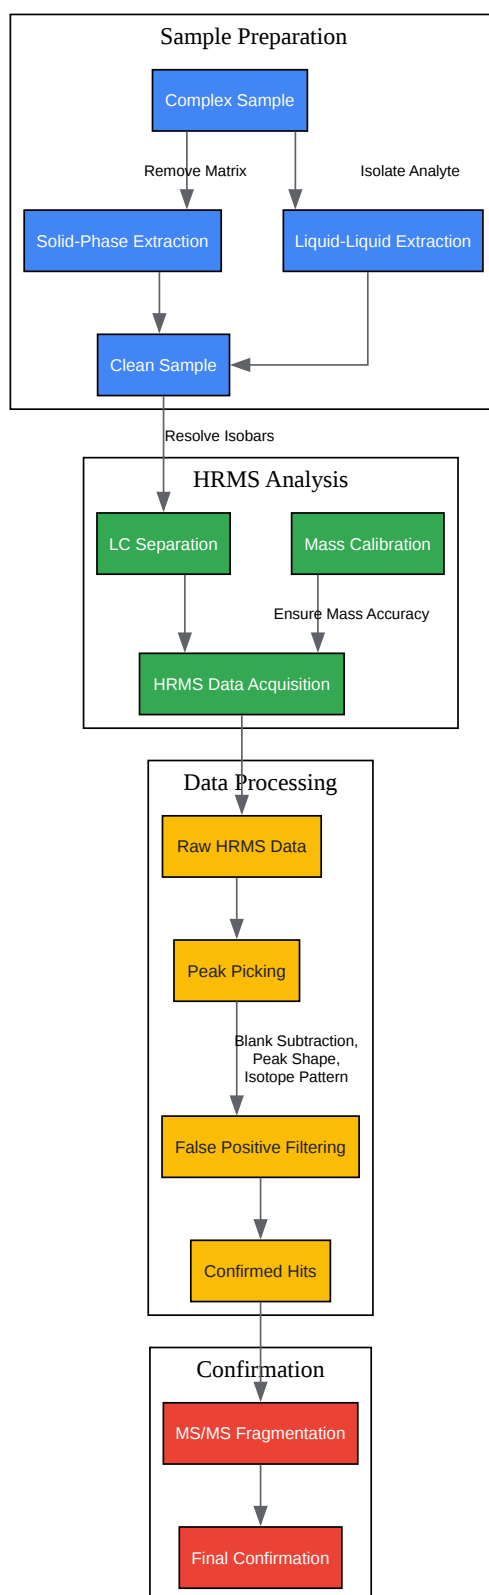 Sample Preparation
Complex Sample
Remove Matrix
Isolate Analyte
Solid-Phase Extraction
Liquid-Liquid Extraction
Clean Sample
Resolve Isobars
HRMS Analysis
LC Separation
Mass Calibration
Ensure Mass Accuracy
HRMS Data Acquisition
Data Processing
Raw HRMS Data
Peak Picking
Blank Subtraction,
Peak Shape,
Isotope Pattern
False Positive Filtering
Confirmed Hits
Confirmation
MS/MS Fragmentation
Final Confirmation